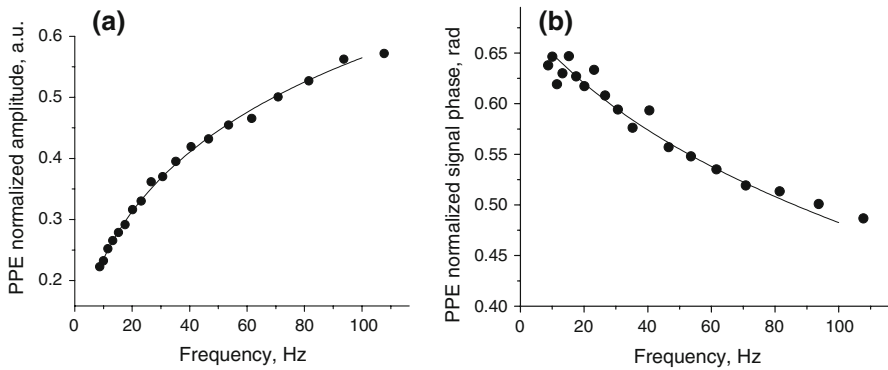 (a)
PPE normalized amplitude, a.u.
0.6
0.5
0.4
0.3
0.2
0 20 40 60 80 100
Frequency, Hz
(b)
PPE normalized signal phase, rad
0.65
0.60
0.55
0.50
0.45
0.40
0 20 40 60 80 100
Frequency, Hz